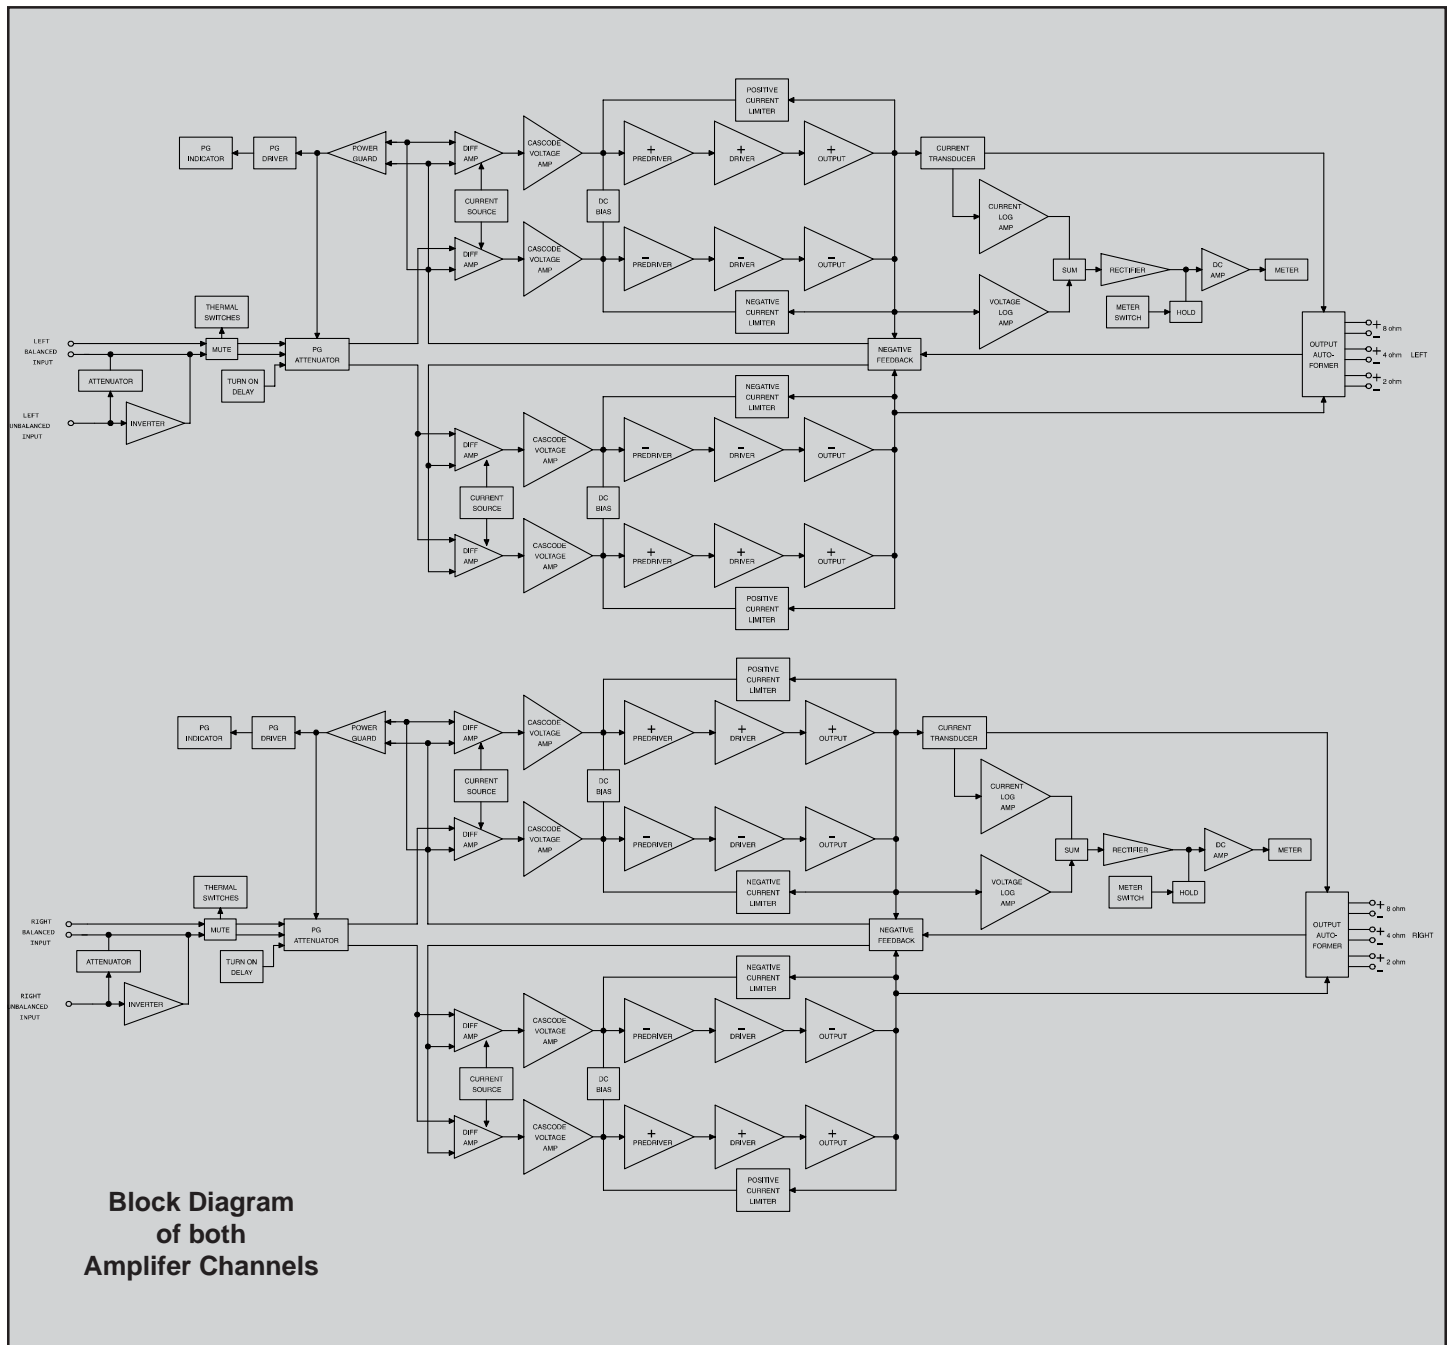 POSITIVE
CURRENT
LIMITER
PG
INDICATOR
PG
DRIVER
POWER
GUARD
DIFF
AMP
CASCODE
VOLTAGE
AMP
+
PREDRIVER
+
DRIVER
+
OUTPUT
CURRENT
TRANSDUCER
CURRENT
SOURCE
DC
BIAS
CURRENT
LOG
AMP
DIFF
AMP
CASCODE
VOLTAGE
AMP
–
PREDRIVER
–
DRIVER
–
OUTPUT
SUM
RECTIFIER
DC
AMP
METER
THERMAL
SWITCHES
NEGATIVE
CURRENT
LIMITER
VOLTAGE
LOG
AMP
METER
SWITCH
HOLD
LEFT
BALANCED
INPUT
MUTE
PG
ATTENUATOR
NEGATIVE
FEEDBACK
OUTPUT
AUTO-
FORMER
+
– 8 ohm
+
– 4 ohm LEFT
+
– 2 ohm
ATTENUATOR
TURN ON
DELAY
LEFT
UNBALANCED
INPUT
INVERTER
NEGATIVE
CURRENT
LIMITER
DIFF
AMP
CASCODE
VOLTAGE
AMP
–
PREDRIVER
–
DRIVER
–
OUTPUT
CURRENT
SOURCE
DC
BIAS
DIFF
AMP
CASCODE
VOLTAGE
AMP
+
PREDRIVER
+
DRIVER
+
OUTPUT
POSITIVE
CURRENT
LIMITER
POSITIVE
CURRENT
LIMITER
PG
INDICATOR
PG
DRIVER
POWER
GUARD
DIFF
AMP
CASCODE
VOLTAGE
AMP
+
PREDRIVER
+
DRIVER
+
OUTPUT
CURRENT
TRANSDUCER
CURRENT
SOURCE
DC
BIAS
CURRENT
LOG
AMP
DIFF
AMP
CASCODE
VOLTAGE
AMP
–
PREDRIVER
–
DRIVER
–
OUTPUT
SUM
RECTIFIER
DC
AMP
METER
THERMAL
SWITCHES
NEGATIVE
CURRENT
LIMITER
VOLTAGE
LOG
AMP
METER
SWITCH
HOLD
RIGHT
BALANCED
INPUT
MUTE
PG
ATTENUATOR
NEGATIVE
FEEDBACK
OUTPUT
AUTO-
FORMER
+
– 8 ohm
+
– 4 ohm RIGHT
+
– 2 ohm
ATTENUATOR
TURN ON
DELAY
RIGHT
UNBALANCED
INPUT
INVERTER
NEGATIVE
CURRENT
LIMITER
DIFF
AMP
CASCODE
VOLTAGE
AMP
–
PREDRIVER
–
DRIVER
–
OUTPUT
CURRENT
SOURCE
DC
BIAS
DIFF
AMP
CASCODE
VOLTAGE
AMP
+
PREDRIVER
+
DRIVER
+
OUTPUT
POSITIVE
CURRENT
LIMITER
Block Diagram
of both
Amplifer Channels